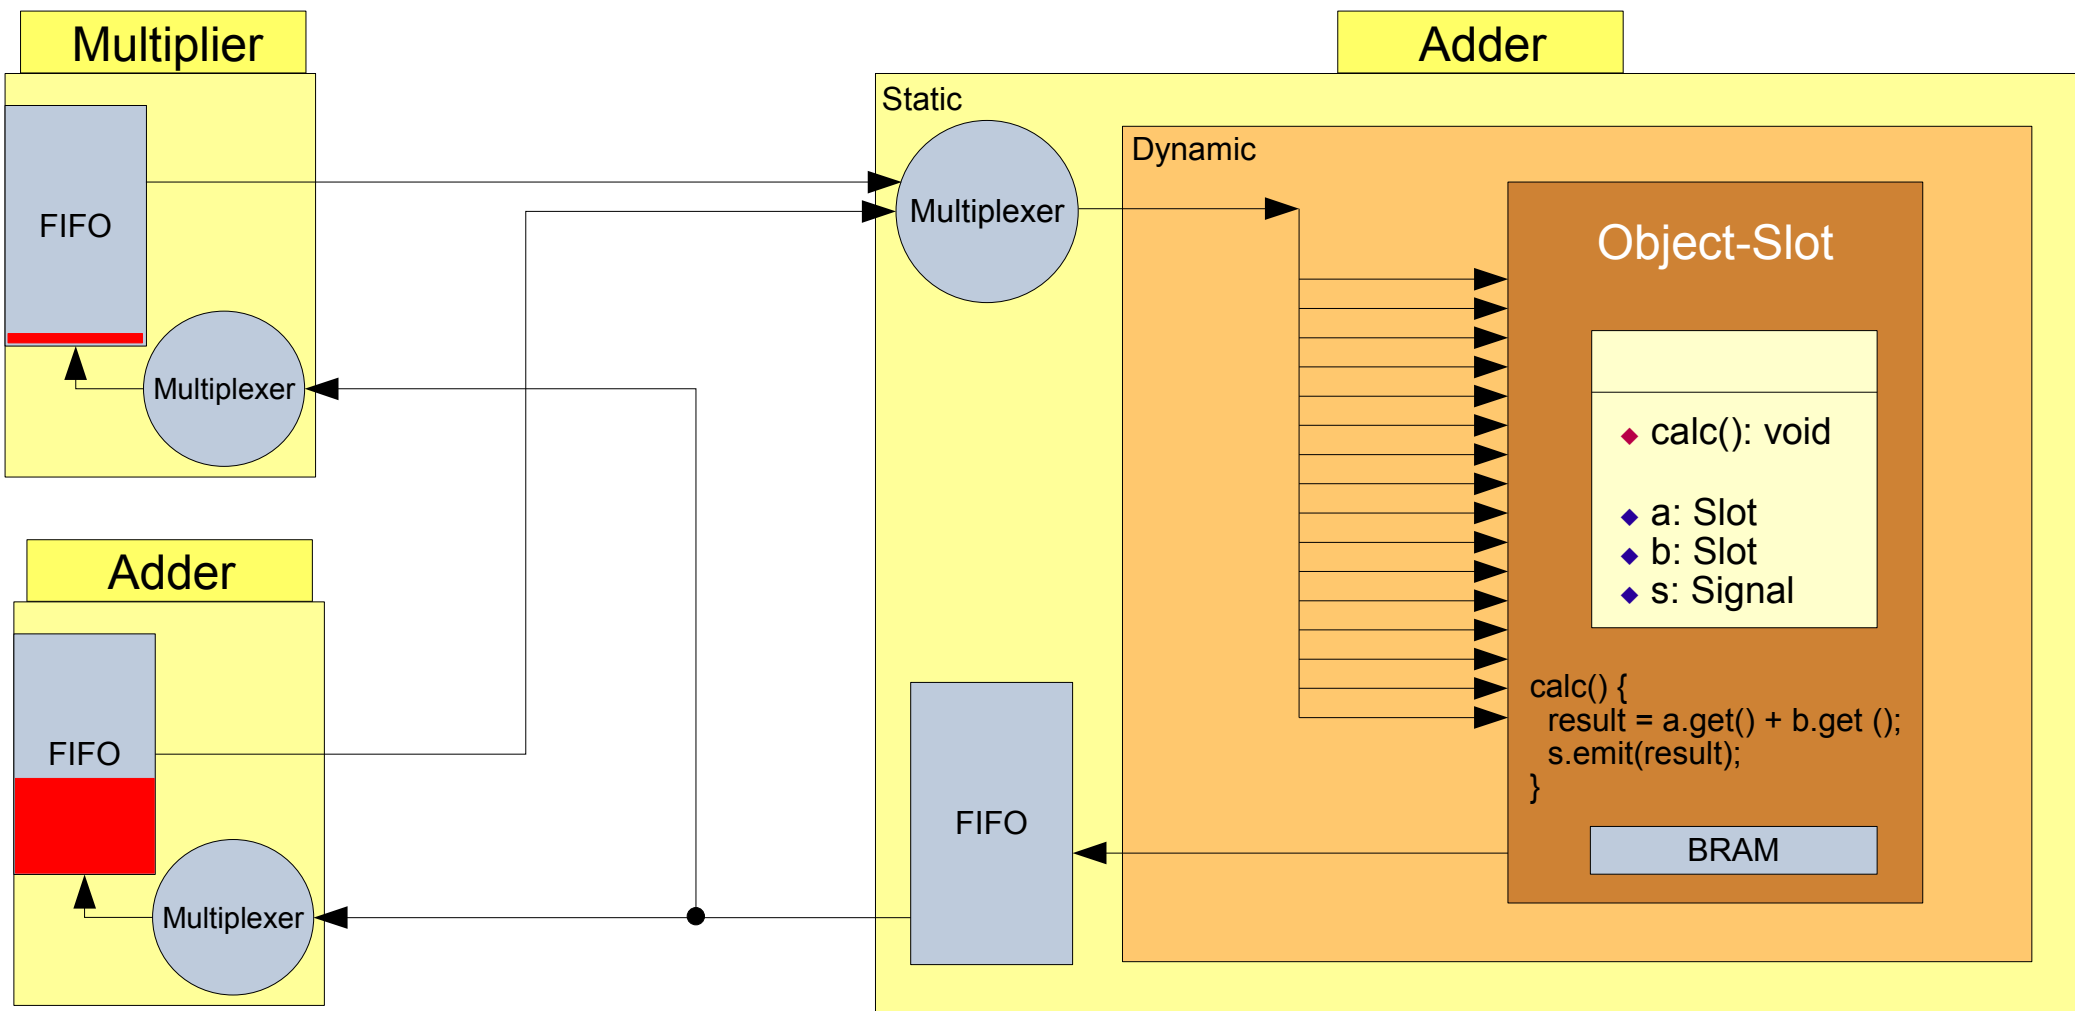 Multiplier
FIFO
Multiplexer
Adder
FIFO
Multiplexer
Adder
Static
Multiplexer
FIFO
Dynamic
Object-Slot
calc(): void
a: Slot
b: Slot
s: Signal
calc() {
result = a.get() + b.get ();
s.emit(result);
}
BRAM